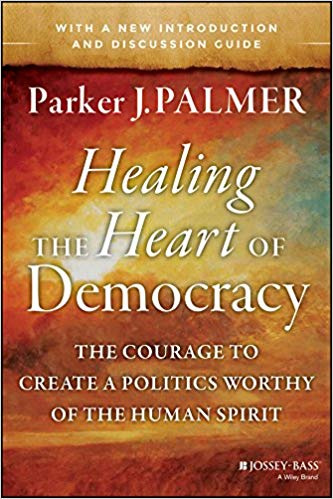 WITH A NEW INTRODUCTION
AND DISCUSSION GUIDE
Parker J. PALMER
Healing
THE Heart OF
Democracy
THE COURAGE TO
CREATE A POLITICS WORTHY
OF THE HUMAN SPIRIT
JOSSEY-BASS™
A Wiley Brand